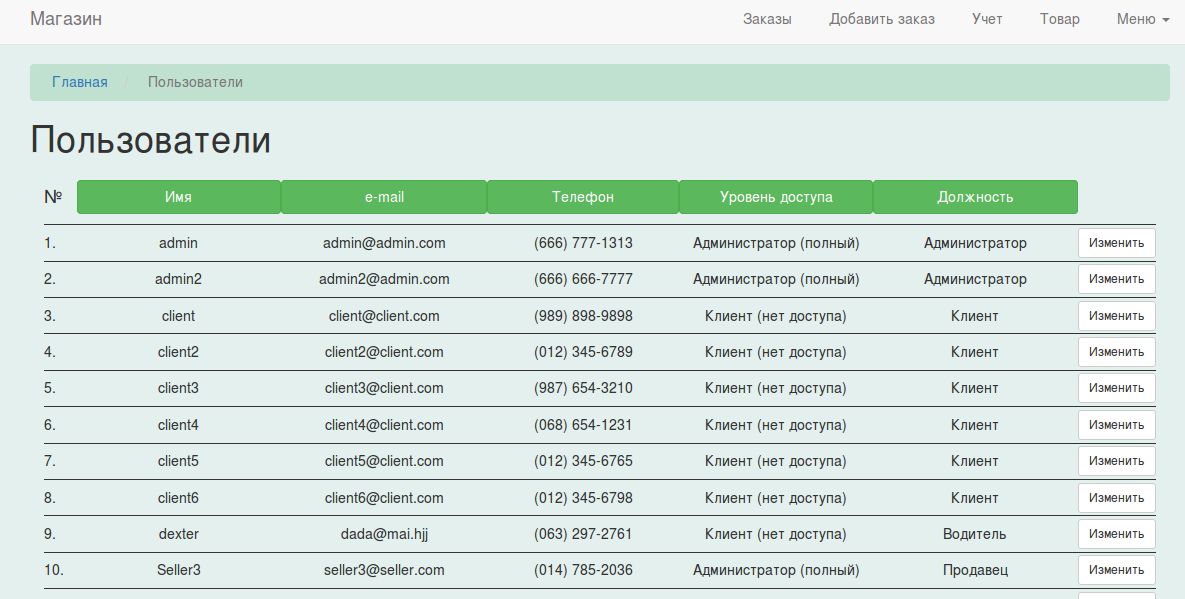 Магазин Заказы Добавить заказ Учет Товар Меню
Главная / Пользователи
Пользователи
№ Имя e-mail Телефон Уровень доступа Должность
1. admin admin@admin.com (666) 777-1313 Администратор (полный) Администратор Изменить
2. admin2 admin2@admin.com (666) 666-7777 Администратор (полный) Администратор Изменить
3. client client@client.com (989) 898-9898 Клиент (нет доступа) Клиент Изменить
4. client2 client2@client.com (012) 345-6789 Клиент (нет доступа) Клиент Изменить
5. client3 client3@client.com (987) 654-3210 Клиент (нет доступа) Клиент Изменить
6. client4 client4@client.com (068) 654-1231 Клиент (нет доступа) Клиент Изменить
7. client5 client5@client.com (012) 345-6765 Клиент (нет доступа) Клиент Изменить
8. client6 client6@client.com (012) 345-6798 Клиент (нет доступа) Клиент Изменить
9. dexter dada@mai.hjj (063) 297-2761 Клиент (нет доступа) Водитель Изменить
10. Seller3 seller3@seller.com (014) 785-2036 Администратор (полный) Продавец Изменить